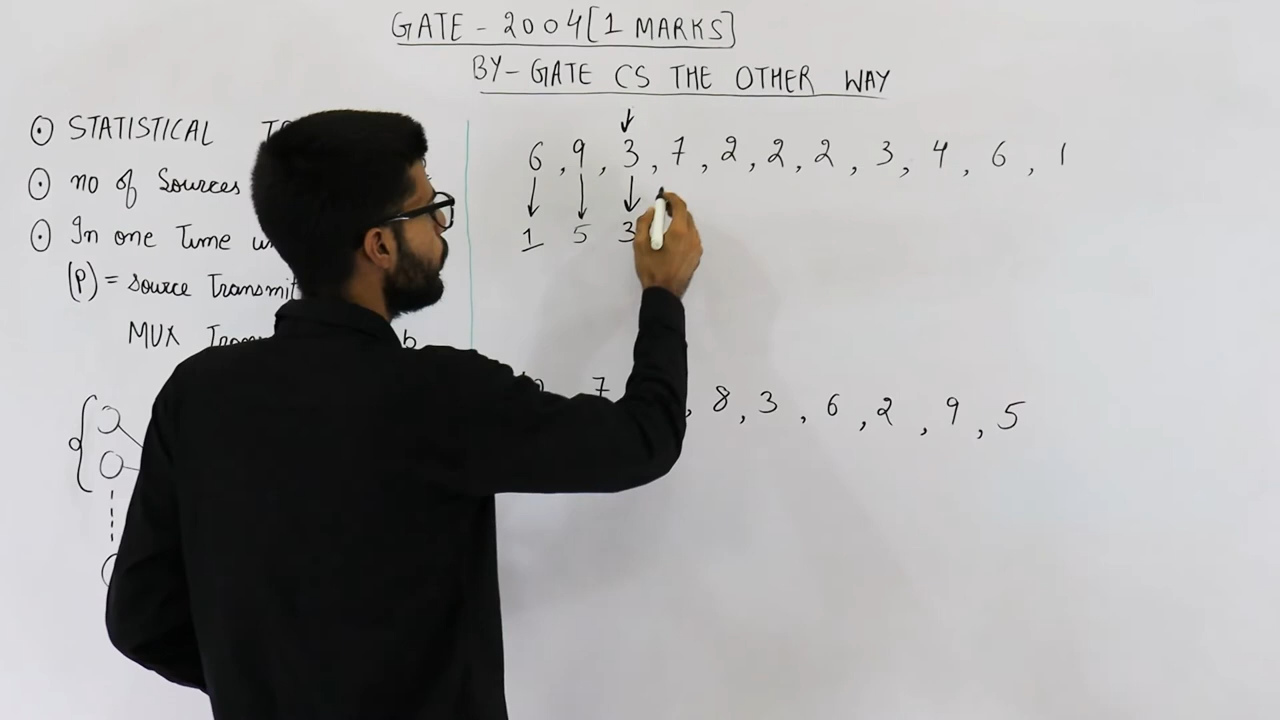 GATE - 2004 [1 MARKS]
BY - GATE CS THE OTHER WAY
STATISTICAL
no of Sources
In one Time
(P) = Source Transmit
MUX
6, 9, 3, 7, 2, 2, 2, 3, 4, 6, 1
1 5 3
7 , 8, 3, 6, 2, 9, 5